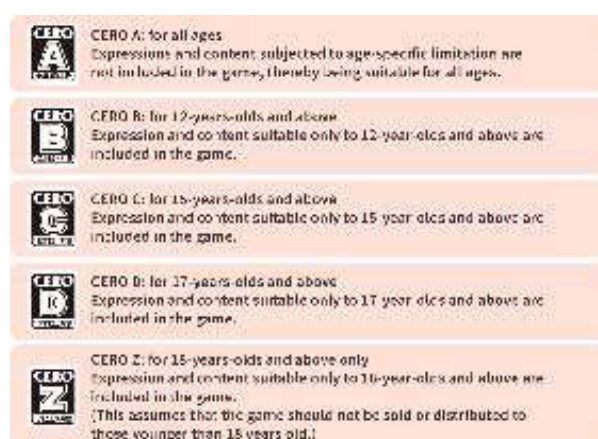 CERO
A
CERO A: for all ages
Expressions and content subjected to age-specific limitation are
not included in the game, thereby being suitable for all ages.
CERO
B
CERO B: for 12-years-olds and above
Expression and content suitable only to 12-year-olds and above are
included in the game.
CERO
C
CERO C: for 15-years-olds and above
Expression and content suitable only to 15-year-olds and above are
included in the game.
CERO
D
CERO D: for 17-years-olds and above
Expression and content suitable only to 17-year-olds and above are
included in the game.
CERO
Z
CERO Z: for 18-years-olds and above only
Expression and content suitable only to 18-year-olds and above are
included in the game.
(This assumes that the game should not be sold or distributed to
those younger than 18 years old.)